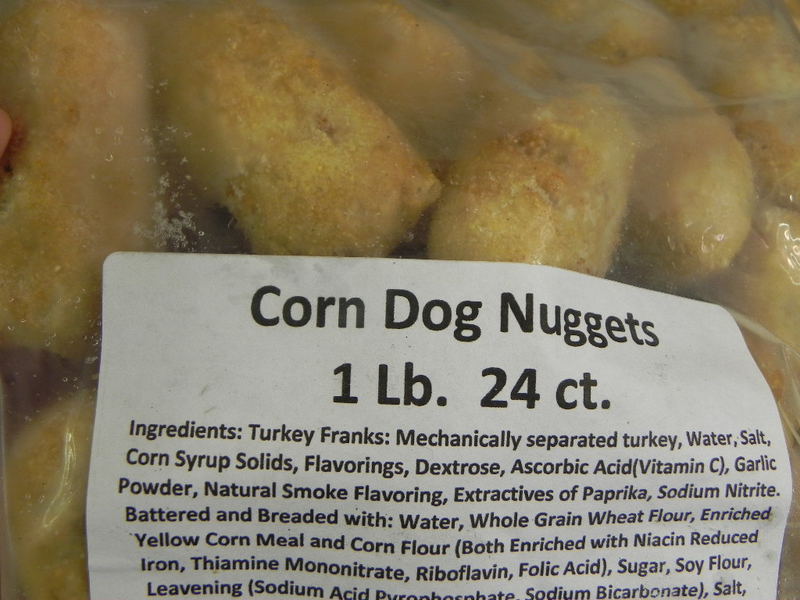 Corn Dog Nuggets
1 Lb. 24 ct.
Ingredients: Turkey Franks: Mechanically separated turkey, Water, Salt,
Corn Syrup Solids, Flavorings, Dextrose, Ascorbic Acid(Vitamin C), Garlic
Powder, Natural Smoke Flavoring, Extractives of Paprika, Sodium Nitrite.
Battered and Breaded with: Water, Whole Grain Wheat Flour, Enriched
Yellow Corn Meal and Corn Flour (Both Enriched with Niacin Reduced
Iron, Thiamine Mononitrate, Riboflavin, Folic Acid), Sugar, Soy Flour,
Leavening (Sodium Acid Pyrophosphate, Sodium Bicarbonate), Salt,